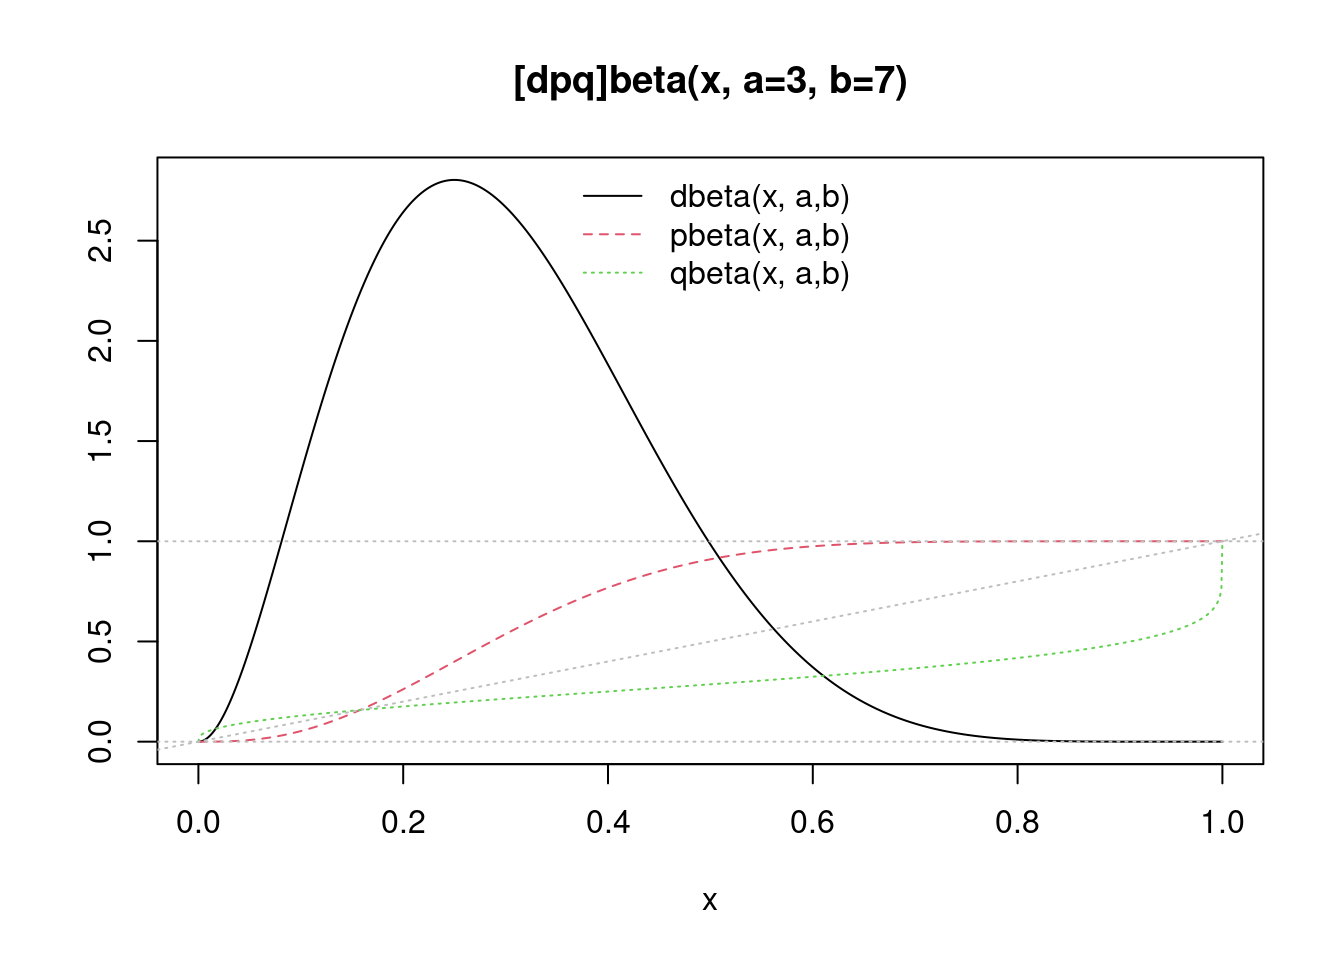 [dpq]beta(x, a=3, b=7)
dbeta(x, a,b)
pbeta(x, a,b)
qbeta(x, a,b)
2.5
2.0
1.5
1.0
0.5
0.0
0.0 0.2 0.4 0.6 0.8 1.0
x